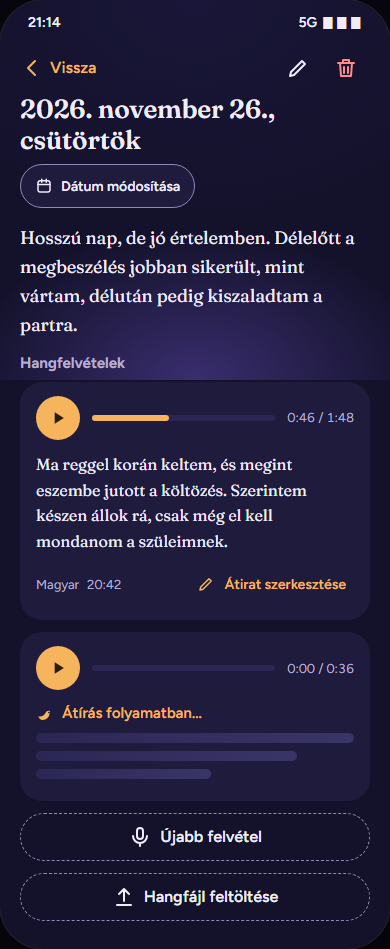 21:14
5G
Vissza
2026. november 26.,
csütörtök
Dátum módosítása
Hosszú nap, de jó értelemben. Délelőtt a
megbeszélés jobban sikerült, mint
vártam, délután pedig kiszaladtam a
partra.
Hangfelvételek
0:46 / 1:48
Ma reggel korán keltem, és megint
eszembe jutott a költözés. Szerintem
készen állok rá, csak még el kell
mondanom a szüleimnek.
Magyar 20:42
Átirat szerkesztése
0:00 / 0:36
Átírás folyamatban…
Újabb felvétel
Hangfájl feltöltése